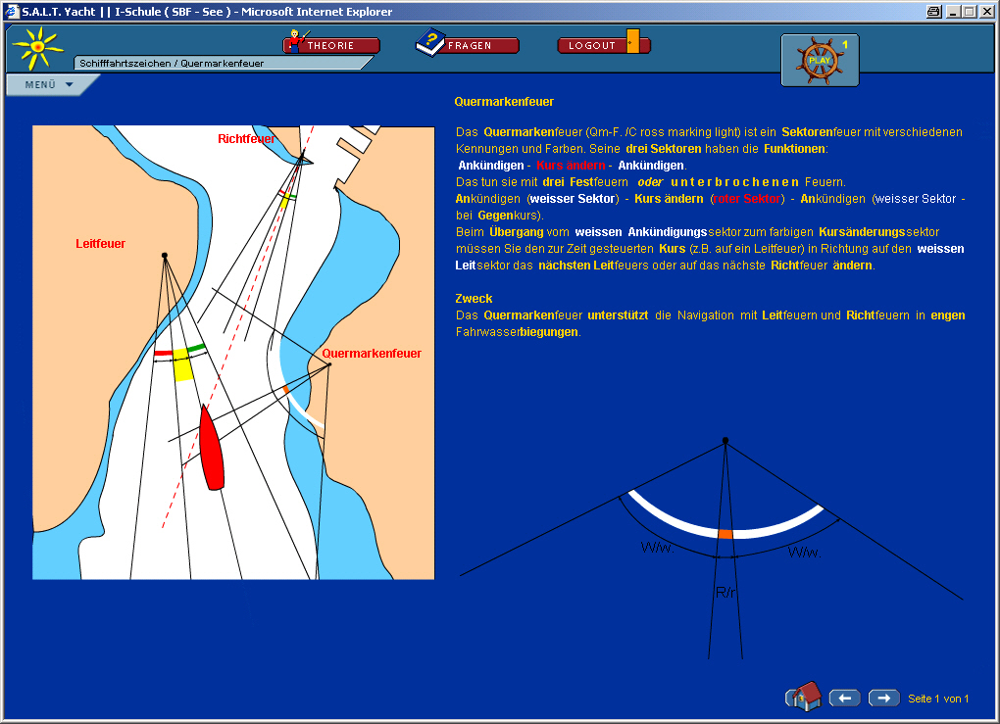 S.A.L.T. Yacht || I-Schule ( SBF - See ) - Microsoft Internet Explorer
THEORIE
FRAGEN
LOGOUT
Schifffahrtszeichen / Quermarkenfeuer
PLAY
1
MENÜ
Quermarkenfeuer
Das Quermarkenfeuer (Qm-F. /C ross marking light) ist ein Sektorenfeuer mit verschiedenen
Kennungen und Farben. Seine drei Sektoren haben die Funktionen:
Ankündigen - Kurs ändern - Ankündigen.
Das tun sie mit drei Festfeuern oder unterbrochenen Feuern.
Ankündigen (weisser Sektor) - Kurs ändern (roter Sektor) - Ankündigen (weisser Sektor -
bei Gegenkurs).
Beim Übergang vom weissen Ankündigungssektor zum farbigen Kursänderungssektor
müssen Sie den zur Zeit gesteuerten Kurs (z.B. auf ein Leitfeuer) in Richtung auf den weissen
Leitsektor das nächsten Leitfeuers oder auf das nächste Richtfeuer ändern.
Zweck
Das Quermarkenfeuer unterstützt die Navigation mit Leitfeuern und Richtfeuern in engen
Fahrwasserbiegungen.
Richtfeuer
Leitfeuer
Quermarkenfeuer
W/w.
W/w.
R/r
Seite 1 von 1